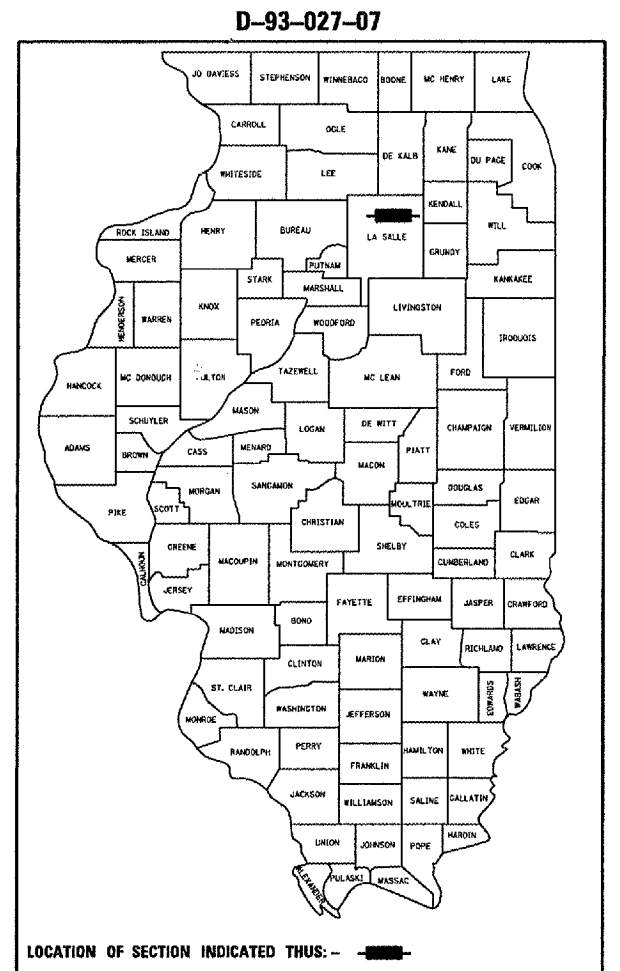 D–93–027–07
JO DAVIESS STEPHENSON WINNEBAGO BOONE MC HENRY LAKE
CARROLL OGLE
DE KALB KANE DU PAGE COOK
WHITESIDE LEE
KENDALL
ROCK ISLAND HENRY BUREAU LA SALLE WILL
MERCER PUTNAM GRUNDY
STARK MARSHALL KANKAKEE
HENDERSON WARREN KNOX PEORIA WOODFORD LIVINGSTON
IROQUOIS
HANCOCK MC DONOUGH TAZEWELL MC LEAN FORD
SCHUYLER MASON LOGAN DE WITT CHAMPAIGN VERMILION
ADAMS BROWN CASS MENARD MACON PIATT
MORGAN SANGAMON DOUGLAS
PIKE SCOTT CHRISTIAN MOULTRIE COLES EDGAR
GREENE MACOUPIN MONTGOMERY SHELBY CUMBERLAND CLARK
CALHOUN JERSEY
FAYETTE EFFINGHAM JASPER CRAWFORD
MADISON BOND CLAY RICHLAND LAWRENCE
CLINTON MARION
ST. CLAIR WAYNE EDWARDS WABASH
MONROE WASHINGTON JEFFERSON
RANDOLPH PERRY HAMILTON WHITE
FRANKLIN
JACKSON WILLIAMSON SALINE GALLATIN
UNION JOHNSON POPE HARDIN
ALEXANDER PULASKI MASSAC
LOCATION OF SECTION INDICATED THUS: –